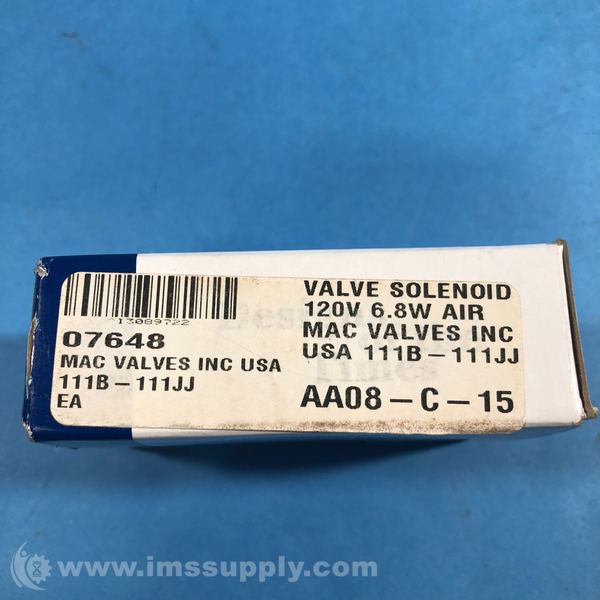 I3089722
07648
MAC VALVES INC USA
111B-111JJ
EA
VALVE SOLENOID
120V 6.8W AIR
MAC VALVES INC
USA 111B-111JJ
AA08-C-15
www.imssupply.com